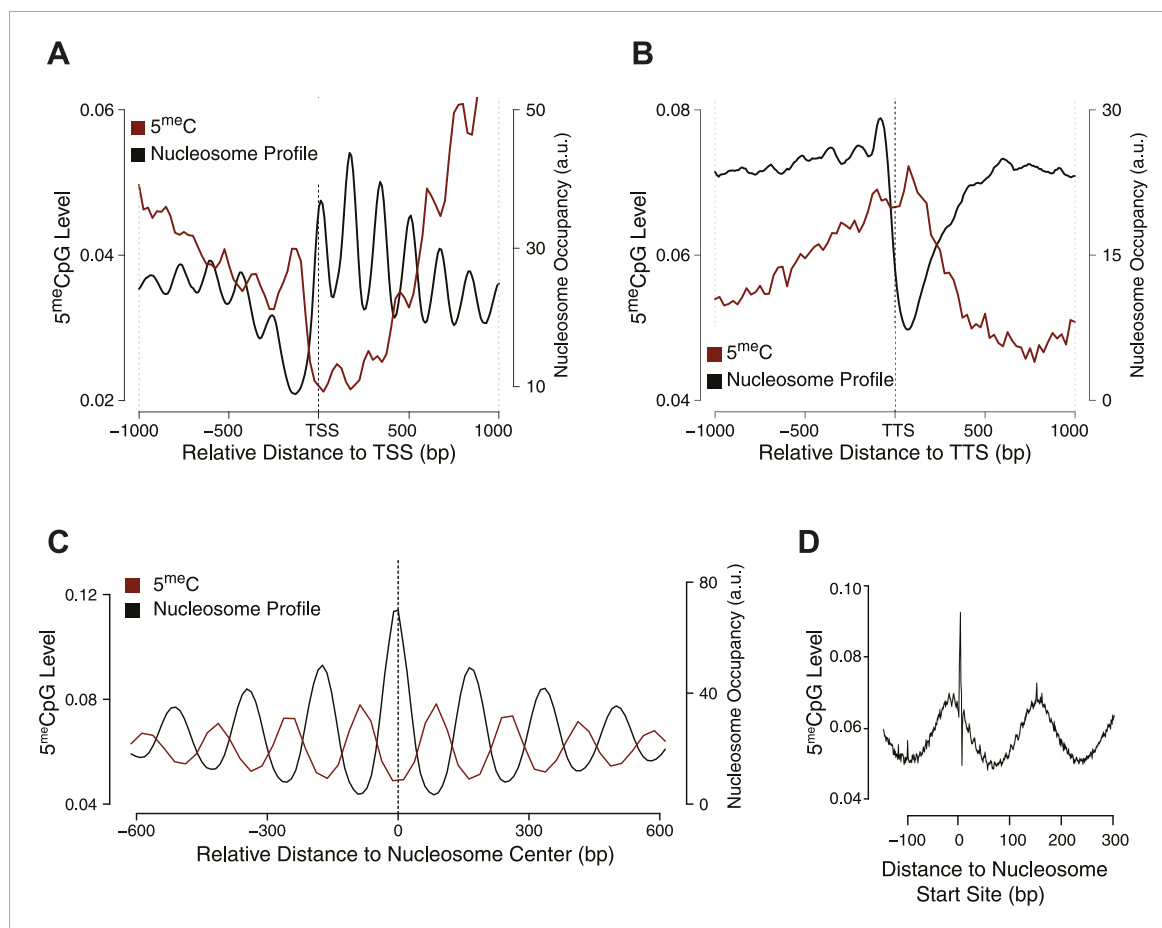 A
5meC
Nucleosome Profile
5meCpG Level
0.06
0.04
0.02
50
30
10
Nucleosome Occupancy (a.u.)
−1000
−500
TSS
500
1000
Relative Distance to TSS (bp)
B
5meCpG Level
0.08
0.06
0.04
5meC
Nucleosome Profile
30
15
0
Nucleosome Occupancy (a.u.)
−1000
−500
TTS
500
1000
Relative Distance to TTS (bp)
C
5meC
Nucleosome Profile
5meCpG Level
0.12
0.08
0.04
80
40
0
Nucleosome Occupancy (a.u.)
−600
−300
0
300
600
Relative Distance to Nucleosome Center (bp)
D
5meCpG Level
0.10
0.08
0.06
0.04
−100
0
100
200
300
Distance to Nucleosome
Start Site (bp)